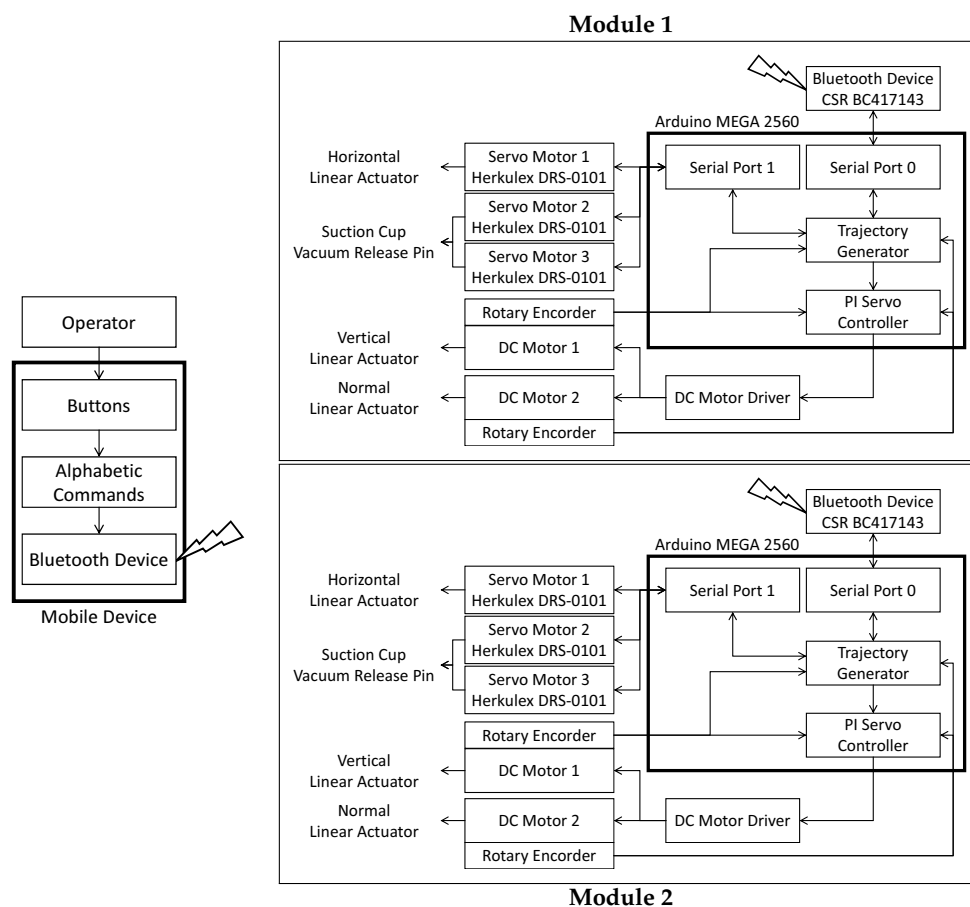 Module 1
Bluetooth Device
CSR BC417143
Arduino MEGA 2560
Horizontal
Linear Actuator
Servo Motor 1
Herkulex DRS-0101
Serial Port 1
Serial Port 0
Suction Cup
Vacuum Release Pin
Servo Motor 2
Herkulex DRS-0101
Servo Motor 3
Herkulex DRS-0101
Trajectory
Generator
Rotary Encorder
PI Servo
Controller
Vertical
Linear Actuator
DC Motor 1
Normal
Linear Actuator
DC Motor 2
DC Motor Driver
Rotary Encorder
Operator
Buttons
Alphabetic
Commands
Bluetooth Device
Mobile Device
Bluetooth Device
CSR BC417143
Arduino MEGA 2560
Horizontal
Linear Actuator
Servo Motor 1
Herkulex DRS-0101
Serial Port 1
Serial Port 0
Suction Cup
Vacuum Release Pin
Servo Motor 2
Herkulex DRS-0101
Servo Motor 3
Herkulex DRS-0101
Trajectory
Generator
Rotary Encorder
PI Servo
Controller
Vertical
Linear Actuator
DC Motor 1
Normal
Linear Actuator
DC Motor 2
DC Motor Driver
Rotary Encorder
Module 2